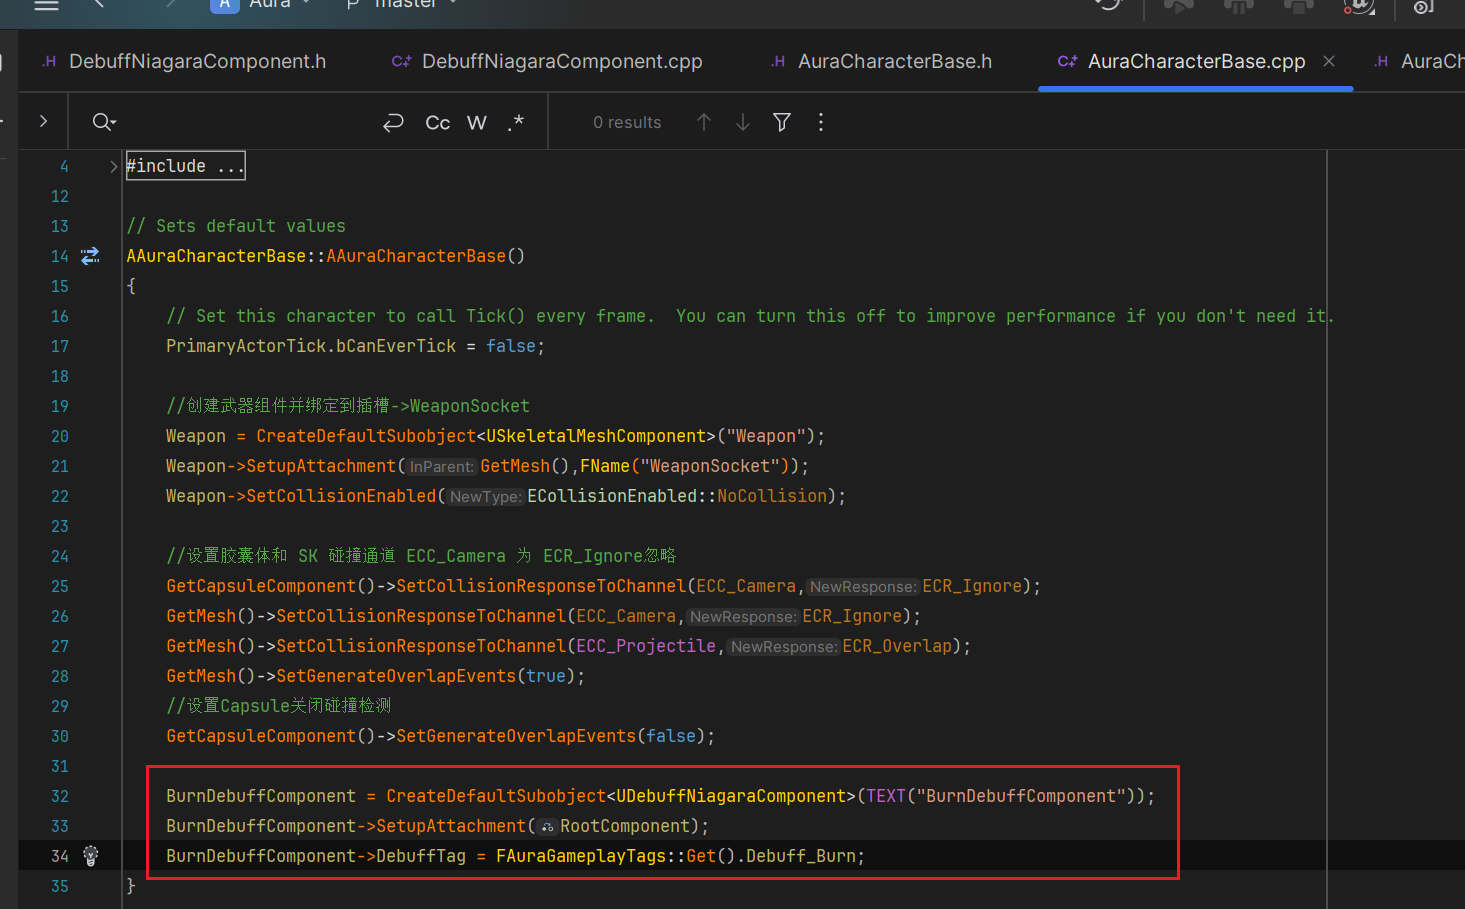 A Aura master
.H DebuffNiagaraComponent.h C++ DebuffNiagaraComponent.cpp .H AuraCharacterBase.h C++ AuraCharacterBase.cpp × .H AuraCh
Cc W .* 0 results
4 #include ...
12
13 // Sets default values
14 AAuraCharacterBase::AAuraCharacterBase()
15 {
16 // Set this character to call Tick() every frame.  You can turn this off to improve performance if you don't need it.
17 PrimaryActorTick.bCanEverTick = false;
18
19 //创建武器组件并绑定到插槽->WeaponSocket
20 Weapon = CreateDefaultSubobject<USkeletalMeshComponent>("Weapon");
21 Weapon->SetupAttachment(InParent:GetMesh(),FName("WeaponSocket"));
22 Weapon->SetCollisionEnabled(NewType:ECollisionEnabled::NoCollision);
23
24 //设置胶囊体和 SK 碰撞通道 ECC_Camera 为 ECR_Ignore忽略
25 GetCapsuleComponent()->SetCollisionResponseToChannel(ECC_Camera,NewResponse:ECR_Ignore);
26 GetMesh()->SetCollisionResponseToChannel(ECC_Camera,NewResponse:ECR_Ignore);
27 GetMesh()->SetCollisionResponseToChannel(ECC_Projectile,NewResponse:ECR_Overlap);
28 GetMesh()->SetGenerateOverlapEvents(true);
29 //设置Capsule关闭碰撞检测
30 GetCapsuleComponent()->SetGenerateOverlapEvents(false);
31
32 BurnDebuffComponent = CreateDefaultSubobject<UDebuffNiagaraComponent>(TEXT("BurnDebuffComponent"));
33 BurnDebuffComponent->SetupAttachment(RootComponent);
34 BurnDebuffComponent->DebuffTag = FAuraGameplayTags::Get().Debuff_Burn;
35 }